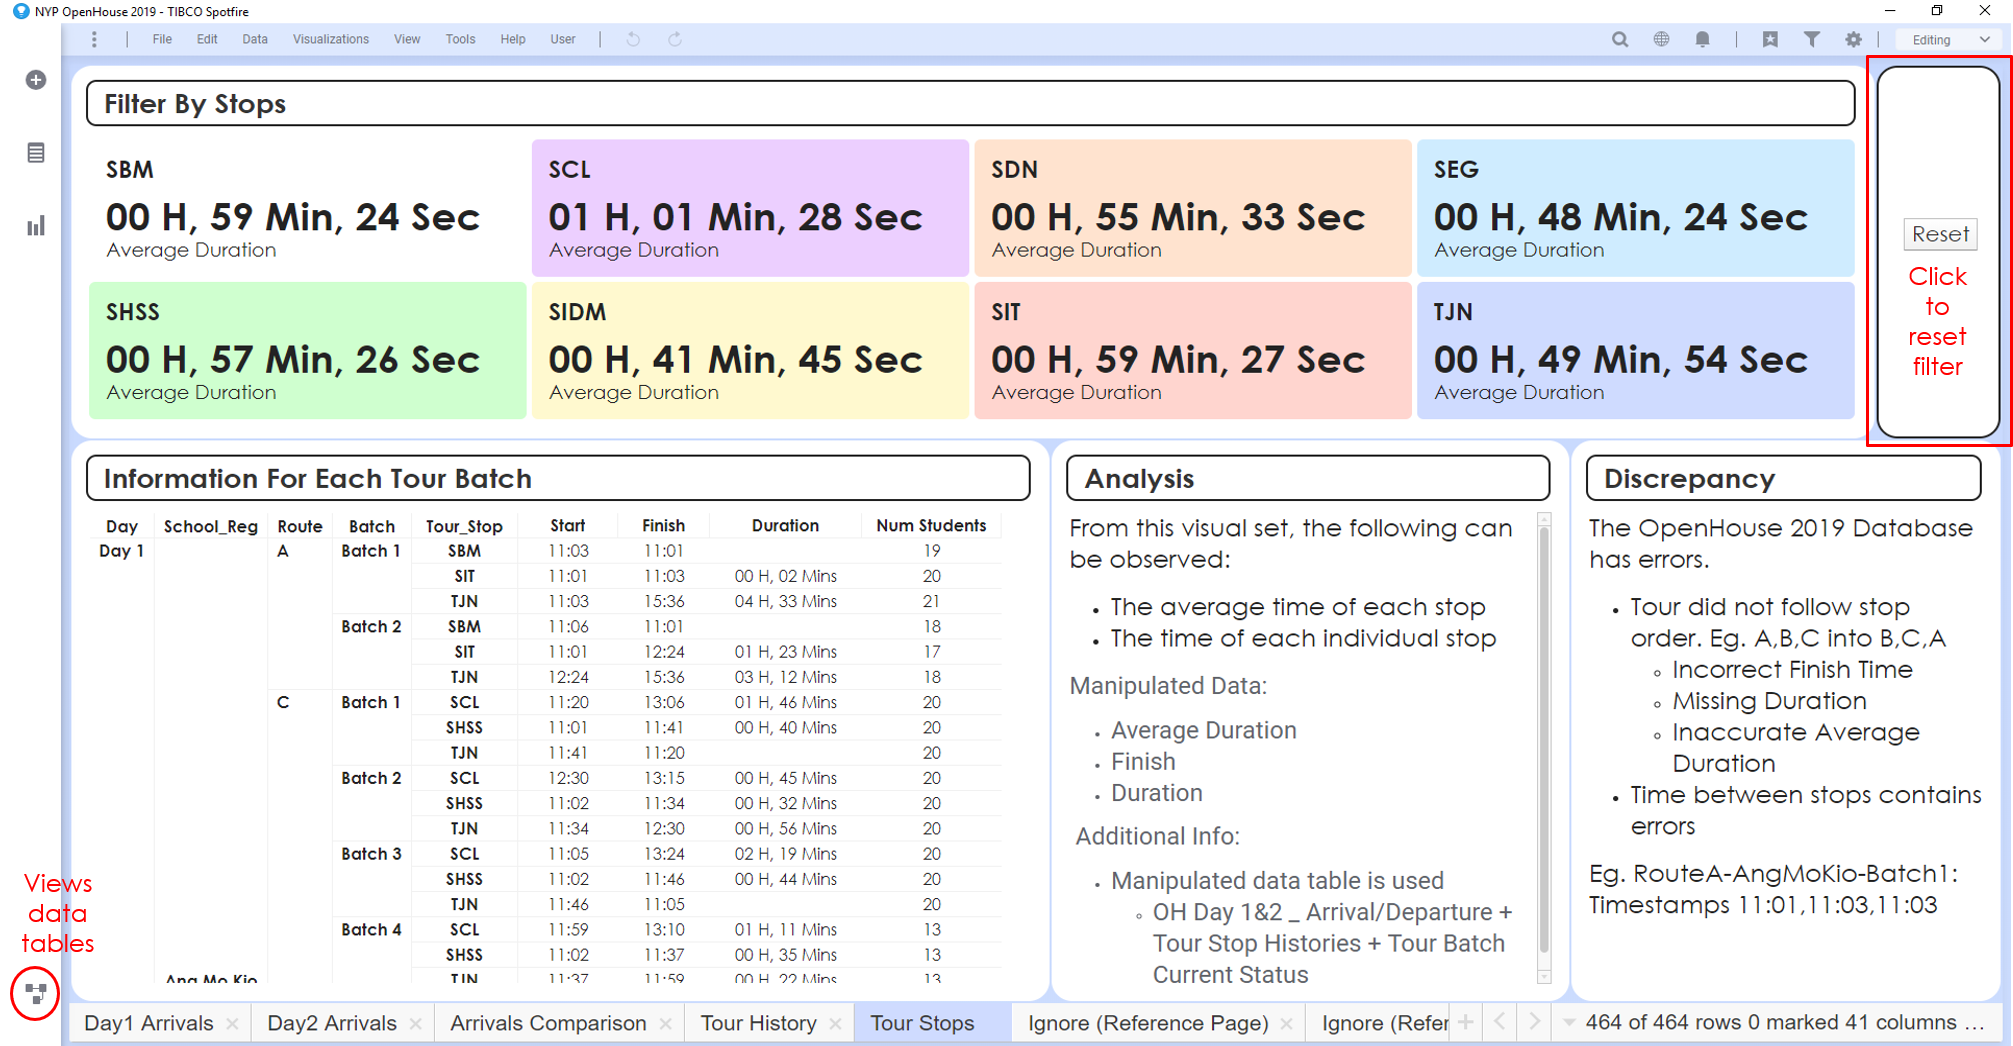 NYP OpenHouse 2019 - TIBCO Spotfire
File Edit Data Visualizations View Tools Help User Editing
Filter By Stops
SBM
00 H, 59 Min, 24 Sec
Average Duration
SCL
01 H, 01 Min, 28 Sec
Average Duration
SDN
00 H, 55 Min, 33 Sec
Average Duration
SEG
00 H, 48 Min, 24 Sec
Average Duration
SHSS
00 H, 57 Min, 26 Sec
Average Duration
SIDM
00 H, 41 Min, 45 Sec
Average Duration
SIT
00 H, 59 Min, 27 Sec
Average Duration
TJN
00 H, 49 Min, 54 Sec
Average Duration
Reset
Click
to
reset
filter
Information For Each Tour Batch
Day School_Reg Route Batch Tour_Stop Start Finish Duration Num Students
Day 1 A Batch 1 SBM 11:03 11:01 19
SIT 11:01 11:03 00 H, 02 Mins 20
TJN 11:03 15:36 04 H, 33 Mins 21
Batch 2 SBM 11:06 11:01 18
SIT 11:01 12:24 01 H, 23 Mins 17
TJN 12:24 15:36 03 H, 12 Mins 18
C Batch 1 SCL 11:20 13:06 01 H, 46 Mins 20
SHSS 11:01 11:41 00 H, 40 Mins 20
TJN 11:41 11:20 20
Batch 2 SCL 12:30 13:15 00 H, 45 Mins 20
SHSS 11:02 11:34 00 H, 32 Mins 20
TJN 11:34 12:30 00 H, 56 Mins 20
Batch 3 SCL 11:05 13:24 02 H, 19 Mins 20
SHSS 11:02 11:46 00 H, 44 Mins 20
TJN 11:46 11:05 20
Batch 4 SCL 11:59 13:10 01 H, 11 Mins 13
SHSS 11:02 11:37 00 H, 35 Mins 13
Ang Mo Kio TJN 11:37 11:59 00 H, 22 Mins 13
Analysis
From this visual set, the following can
be observed:
• The average time of each stop
• The time of each individual stop
Manipulated Data:
• Average Duration
• Finish
• Duration
Additional Info:
• Manipulated data table is used
◦ OH Day 1&2 _ Arrival/Departure +
Tour Stop Histories + Tour Batch
Current Status
Discrepancy
The OpenHouse 2019 Database
has errors.
• Tour did not follow stop
order. Eg. A,B,C into B,C,A
◦ Incorrect Finish Time
◦ Missing Duration
◦ Inaccurate Average
Duration
• Time between stops contains
errors
Eg. RouteA-AngMoKio-Batch1:
Timestamps 11:01,11:03,11:03
Views
data
tables
Day1 Arrivals Day2 Arrivals Arrivals Comparison Tour History Tour Stops Ignore (Reference Page) Ignore (Refer 464 of 464 rows 0 marked 41 columns ...